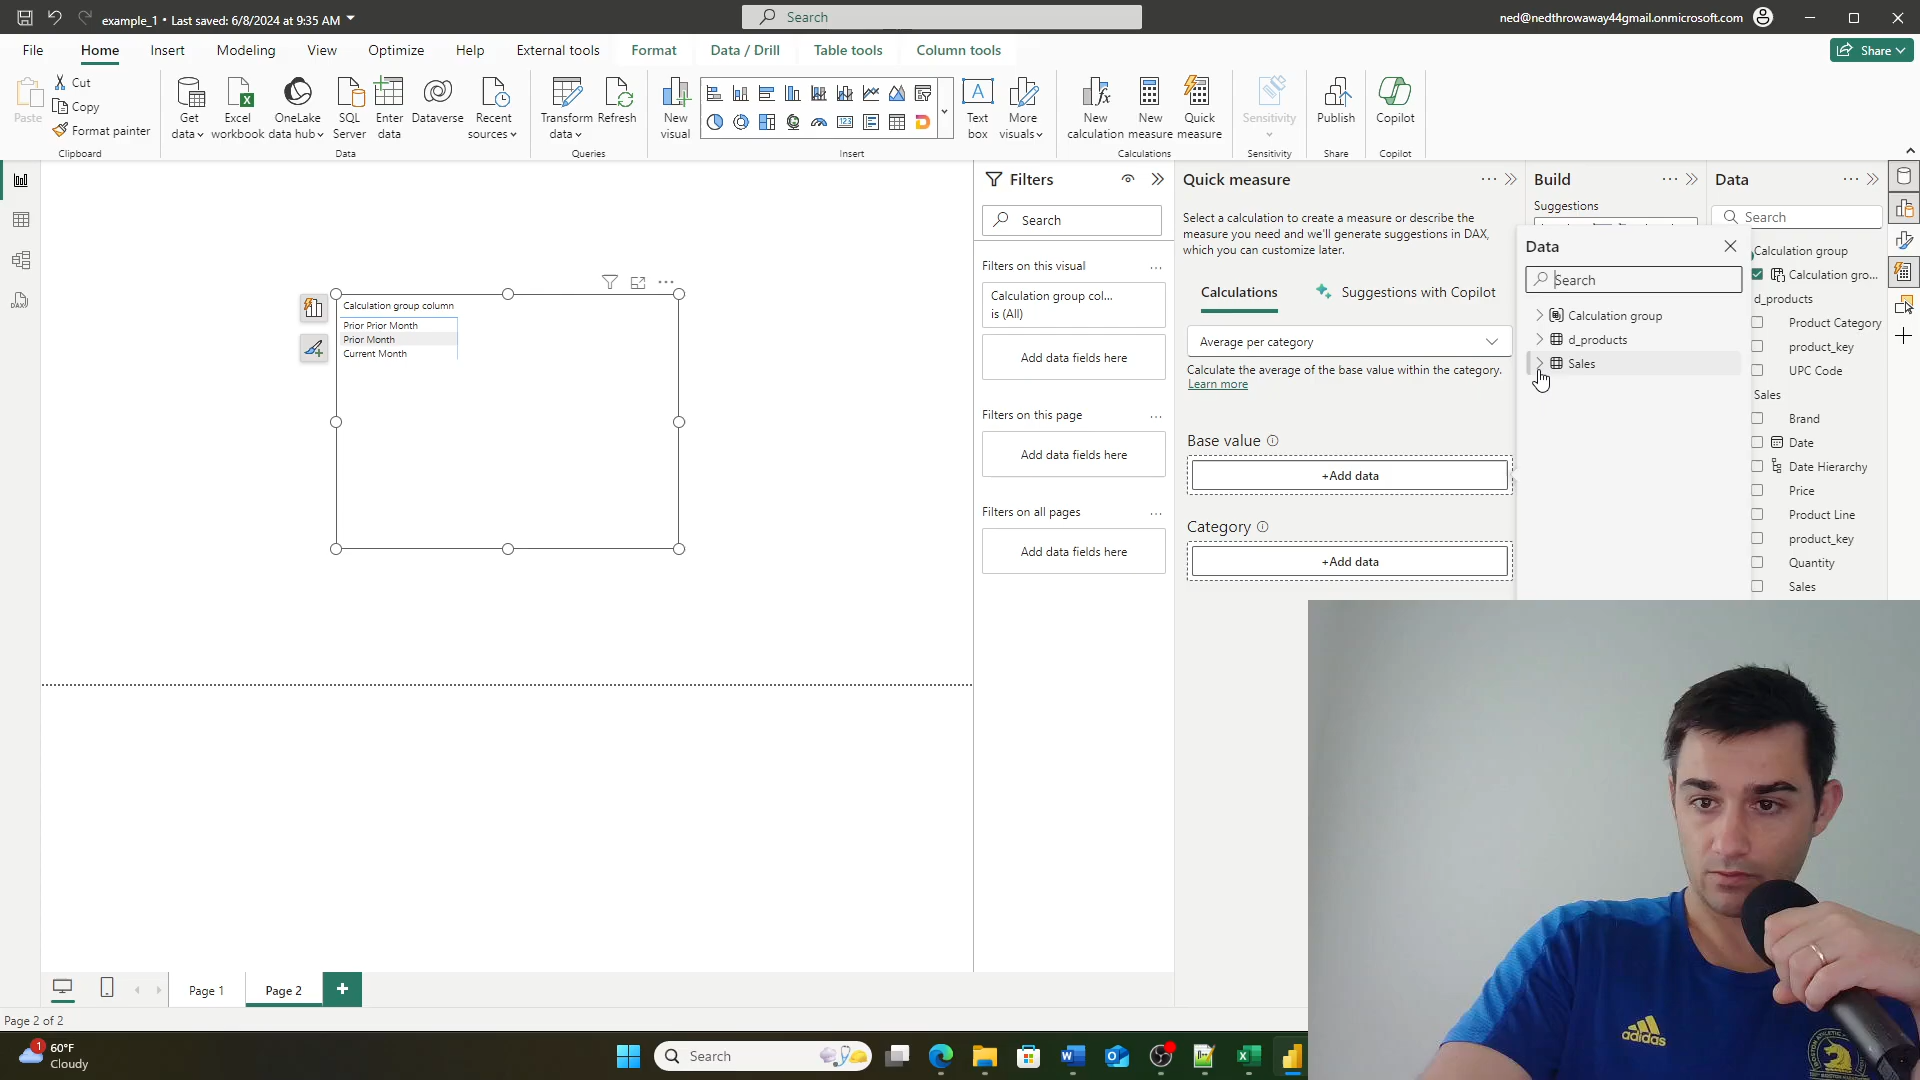 example_1 • Last saved: 6/8/2024 at 9:35 AM
Search
ned@nedthrowaway44gmail.onmicrosoft.com
File
Home
Insert
Modeling
View
Optimize
Help
External tools
Format
Data / Drill
Table tools
Column tools
Share
Paste
Cut
Copy
Format painter
Clipboard
Get data
Excel workbook
OneLake data hub
SQL Server
Enter data
Dataverse
Recent sources
Data
Transform data
Refresh
Queries
New visual
Text box
More visuals
Insert
New calculation
New measure
Quick measure
Calculations
Sensitivity
Sensitivity
Publish
Share
Copilot
Copilot
Calculation group column
Prior Prior Month
Prior Month
Current Month
Filters
Search
Filters on this visual
Calculation group col...
is (All)
Add data fields here
Filters on this page
Add data fields here
Filters on all pages
Add data fields here
Quick measure
Select a calculation to create a measure or describe the
measure you need and we'll generate suggestions in DAX,
which you can customize later.
Calculations
Suggestions with Copilot
Average per category
Calculate the average of the base value within the category.
Learn more
Base value
+Add data
Category
+Add data
Build
Suggestions
Data
Search
Calculation group
d_products
Sales
Data
Search
Calculation group
Calculation gro...
d_products
Product Category
product_key
UPC Code
Sales
Brand
Date
Date Hierarchy
Price
Product Line
product_key
Quantity
Sales
Page 1
Page 2
Page 2 of 2
1
60°F
Cloudy
Search
adidas